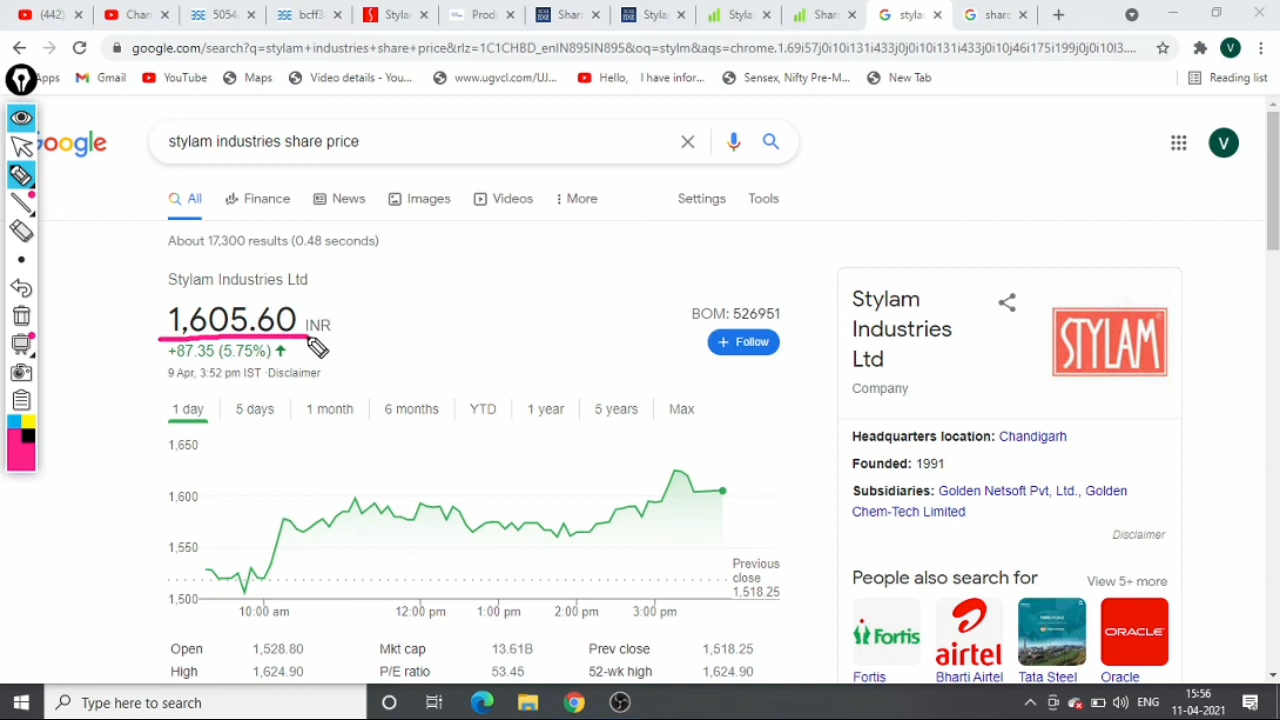 (442)
Chan
5054
bcff3
Stylar
Prod
Shar
Stylar
Styla
Shar
styla
share
google.com/search?q=stylam+industries+share+price&rlz=1C1CHBD_enIN895IN895&oq=stylm&aqs=chrome.1.69i57j0i10i131i433j0j0i10i131i433j0i10j46i175i199j0j0i10l3....
V
Apps
Gmail
YouTube
Maps
Video details - You...
www.ugvcl.com/UJ...
Hello, I have infor...
Sensex, Nifty Pre-M...
New Tab
Reading list
Google
stylam industries share price
V
All
Finance
News
Images
Videos
More
Settings
Tools
About 17,300 results (0.48 seconds)
Stylam Industries Ltd
1,605.60 INR
BOM: 526951
+87.35 (5.75%)
+ Follow
9 Apr, 3:52 pm IST · Disclaimer
1 day
5 days
1 month
6 months
YTD
1 year
5 years
Max
1,650
1,600
1,550
1,500
Previous
close
1,518.25
10:00 am
12:00 pm
1:00 pm
2:00 pm
3:00 pm
Open 1,528.80
Mkt cap 13.61B
Prev close 1,518.25
High 1,624.90
P/E ratio 53.45
52-wk high 1,624.90
Stylam
Industries
Ltd
Company
STYLAM
Headquarters location: Chandigarh
Founded: 1991
Subsidiaries: Golden Netsoft Pvt, Ltd., Golden
Chem-Tech Limited
Disclaimer
People also search for
View 5+ more
Fortis
airtel
ORACLE
Fortis
Bharti Airtel
Tata Steel
Oracle
Type here to search
ENG
15:56
11-04-2021